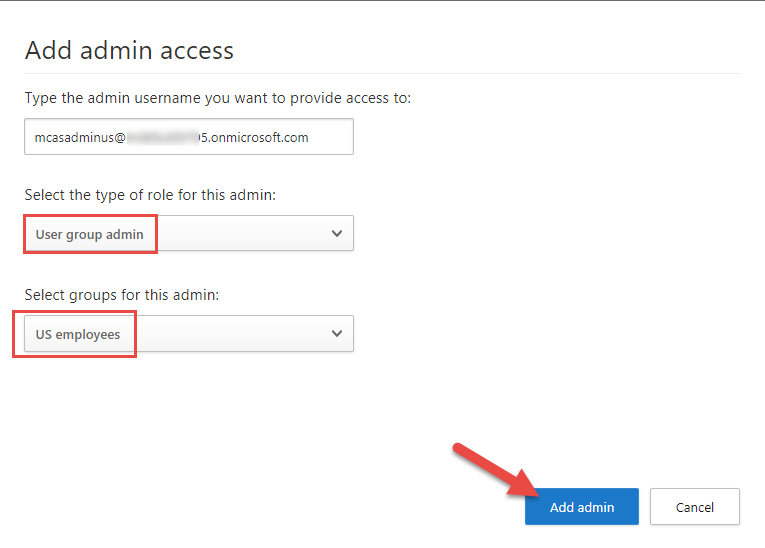 Add admin access
Type the admin username you want to provide access to:
mcasadminus@ 5.onmicrosoft.com
Select the type of role for this admin:
User group admin
Select groups for this admin:
US employees
Add admin
Cancel